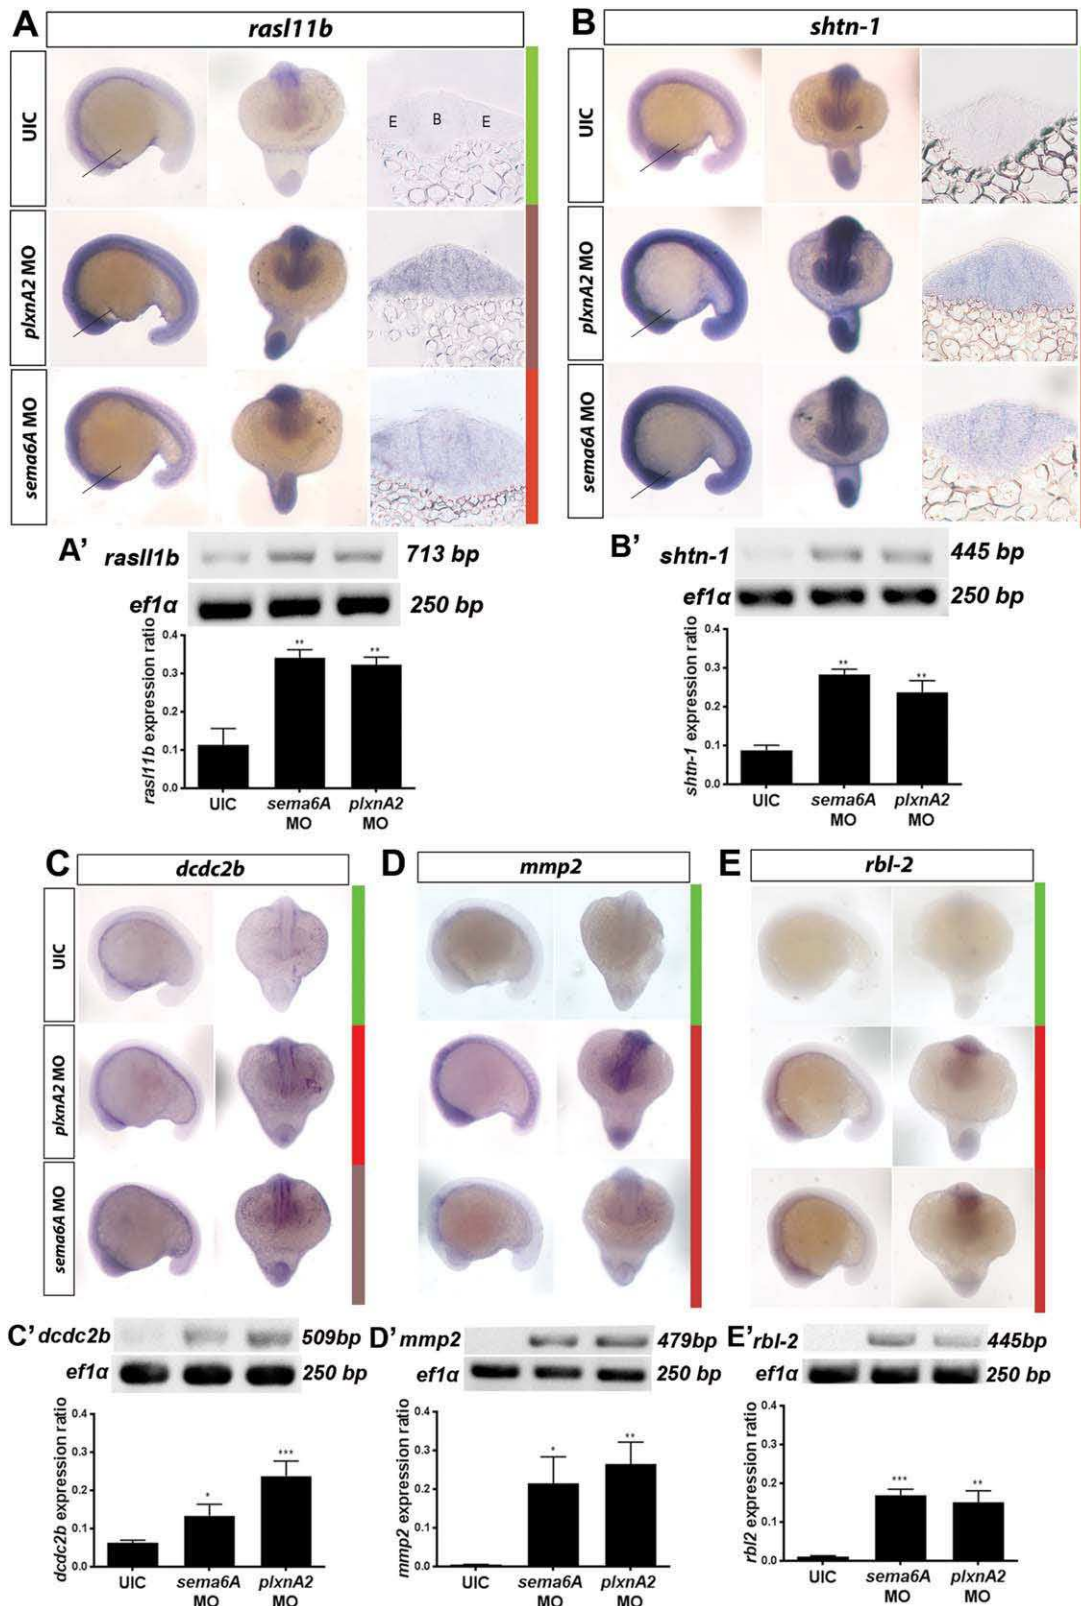 A
rasl11b
UIC
E B E
plxnA2 MO
sema6A MO
B
shtn-1
UIC
plxnA2 MO
sema6A MO
A'
rasll1b 713 bp
ef1α 250 bp
rasl11b expression ratio
0.4
0.3
0.2
0.1
0.0
**
**
UIC
sema6A
MO
plxnA2
MO
B'
shtn-1 445 bp
ef1α 250 bp
shtn-1 expression ratio
0.4
0.3
0.2
0.1
0.0
**
**
UIC
sema6A
MO
plxnA2
MO
C
dcdc2b
UIC
plxnA2 MO
sema6A MO
D
mmp2
E
rbl-2
C'
dcdc2b 509bp
ef1α 250 bp
dcdc2b expression ratio
0.4
0.3
0.2
0.1
0.0
*
***
UIC
sema6A
MO
plxnA2
MO
D'
mmp2 479bp
ef1α 250 bp
mmp2 expression ratio
0.4
0.3
0.2
0.1
0.0
*
**
UIC
sema6A
MO
plxnA2
MO
E'
rbl-2 445bp
ef1α 250 bp
rbl2 expression ratio
0.4
0.3
0.2
0.1
0.0
***
**
UIC
sema6A
MO
plxnA2
MO